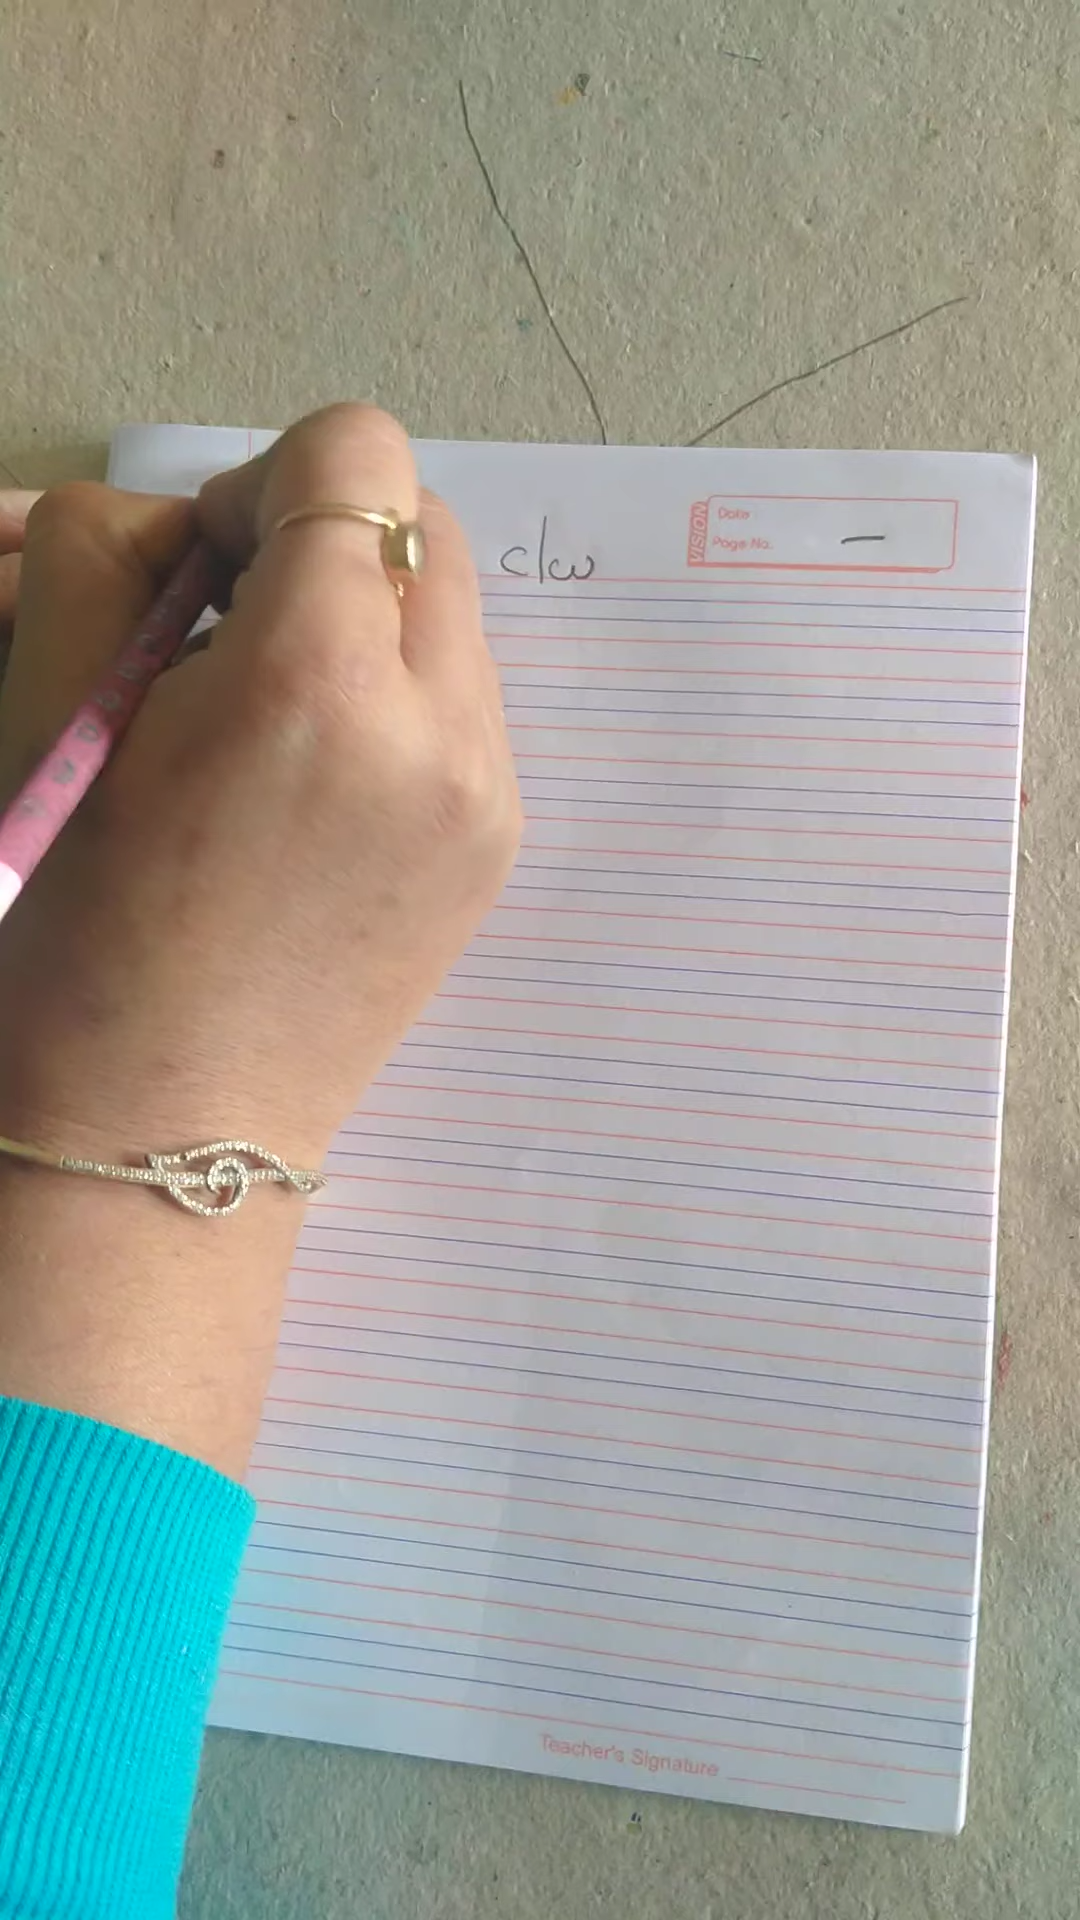 c/w
VISION
Date
Page No. —
Teacher's Signature